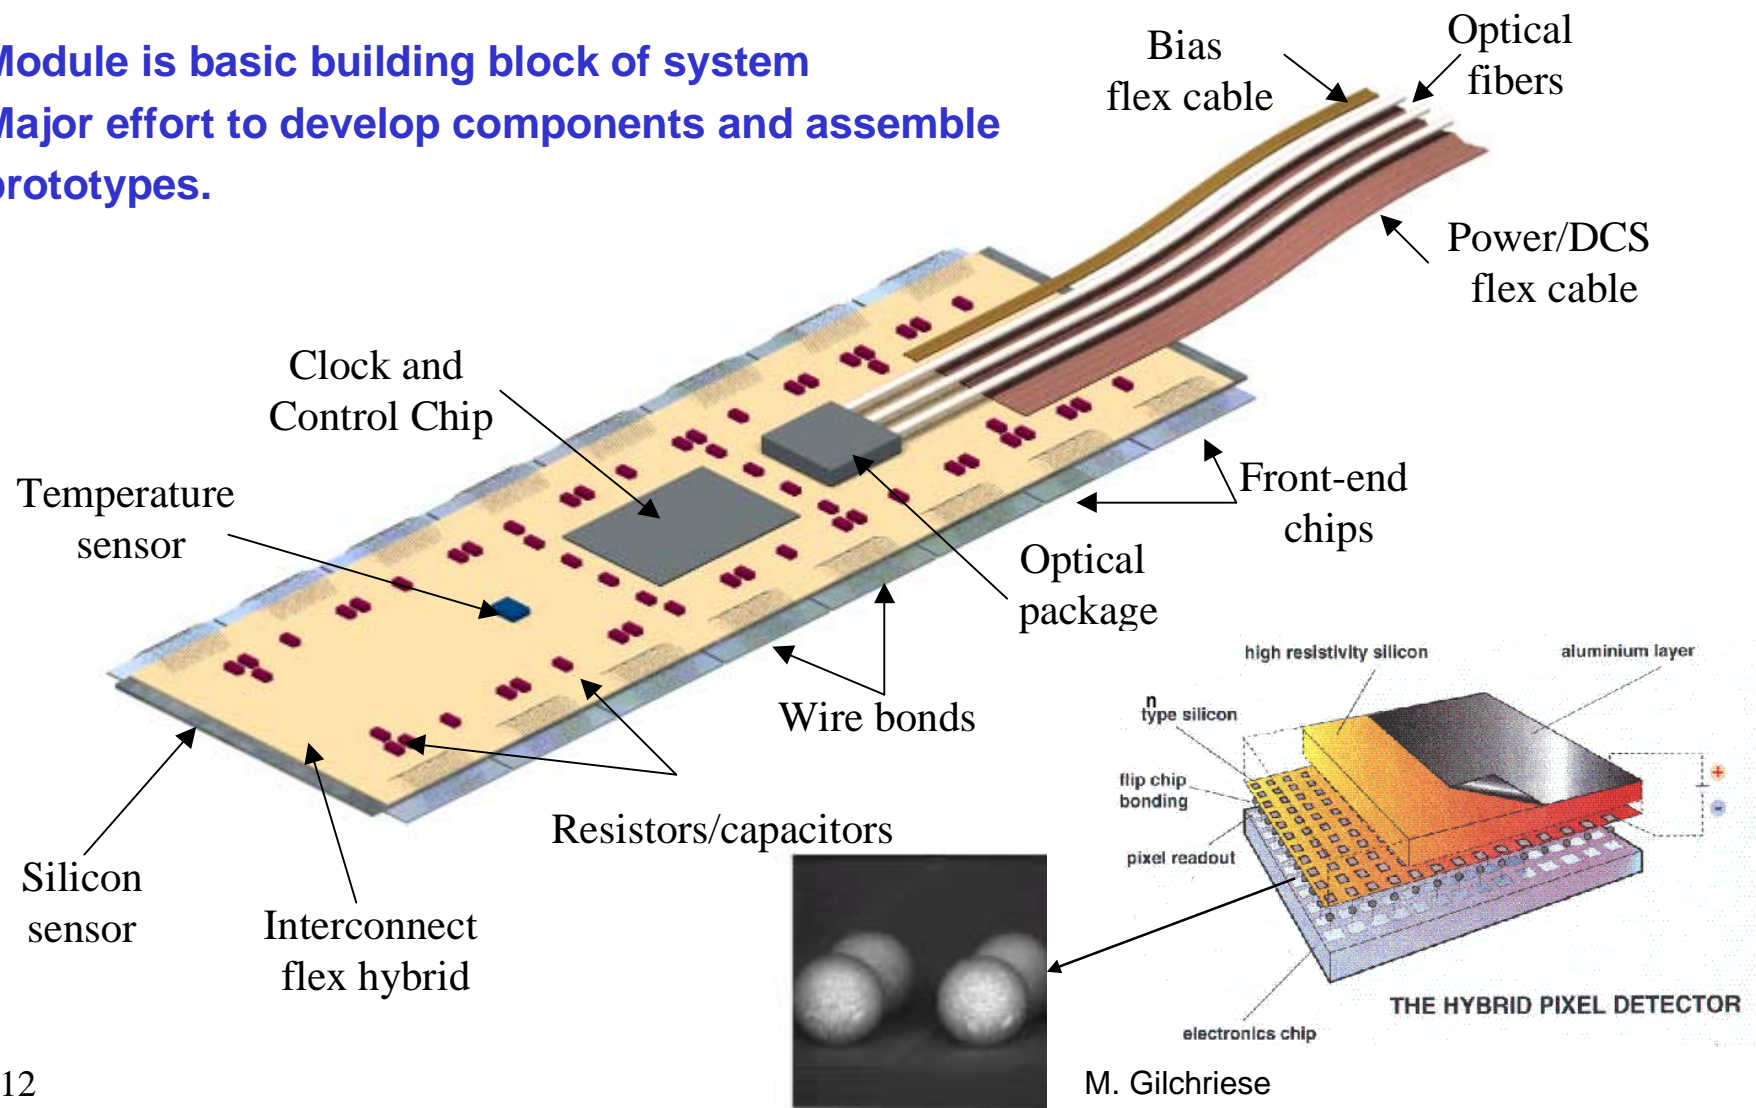 Module is basic building block of system
Major effort to develop components and assemble
prototypes.
Bias
flex cable
Optical
fibers
Power/DCS
flex cable
Clock and
Control Chip
Temperature
sensor
Front-end
chips
Optical
package
Wire bonds
Resistors/capacitors
Silicon
sensor
Interconnect
flex hybrid
high resistivity silicon
aluminium layer
n
type silicon
flip chip
bonding
pixel readout
electronics chip
+
-
THE HYBRID PIXEL DETECTOR
12
M. Gilchriese